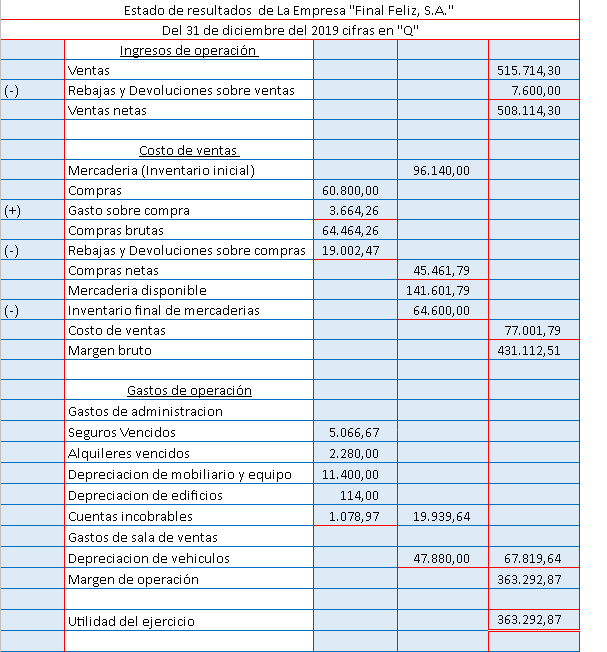 Estado de resultados de La Empresa "Final Feliz, S.A."
Del 31 de diciembre del 2019 cifras en "Q"
Ingresos de operación
Ventas 515.714,30
(-) Rebajas y Devoluciones sobre ventas 7.600,00
Ventas netas 508.114,30
Costo de ventas
Mercaderia (Inventario inicial) 96.140,00
Compras 60.800,00
(+) Gasto sobre compra 3.664,26
Compras brutas 64.464,26
(-) Rebajas y Devoluciones sobre compras 19.002,47
Compras netas 45.461,79
Mercaderia disponible 141.601,79
(-) Inventario final de mercaderias 64.600,00
Costo de ventas 77.001,79
Margen bruto 431.112,51
Gastos de operación
Gastos de administracion
Seguros Vencidos 5.066,67
Alquileres vencidos 2.280,00
Depreciacion de mobiliario y equipo 11.400,00
Depreciacion de edificios 114,00
Cuentas incobrables 1.078,97 19.939,64
Gastos de sala de ventas
Depreciacion de vehiculos 47.880,00 67.819,64
Margen de operación 363.292,87
Utilidad del ejercicio 363.292,87